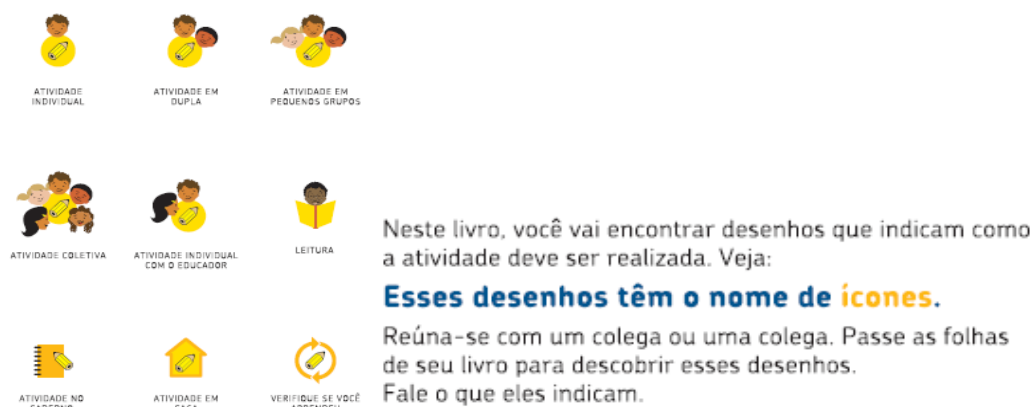 ATIVIDADE
INDIVIDUAL
ATIVIDADE EM
DUPLA
ATIVIDADE EM
PEQUENOS GRUPOS
ATIVIDADE COLETIVA
ATIVIDADE INDIVIDUAL
COM O EDUCADOR
LEITURA
ATIVIDADE NO
CADERNO
ATIVIDADE EM
CASA
VERIFIQUE SE VOCÊ
APRENDEU
Neste livro, você vai encontrar desenhos que indicam como
a atividade deve ser realizada. Veja:
Esses desenhos têm o nome de ícones.
Reúna-se com um colega ou uma colega. Passe as folhas
de seu livro para descobrir esses desenhos.
Fale o que eles indicam.